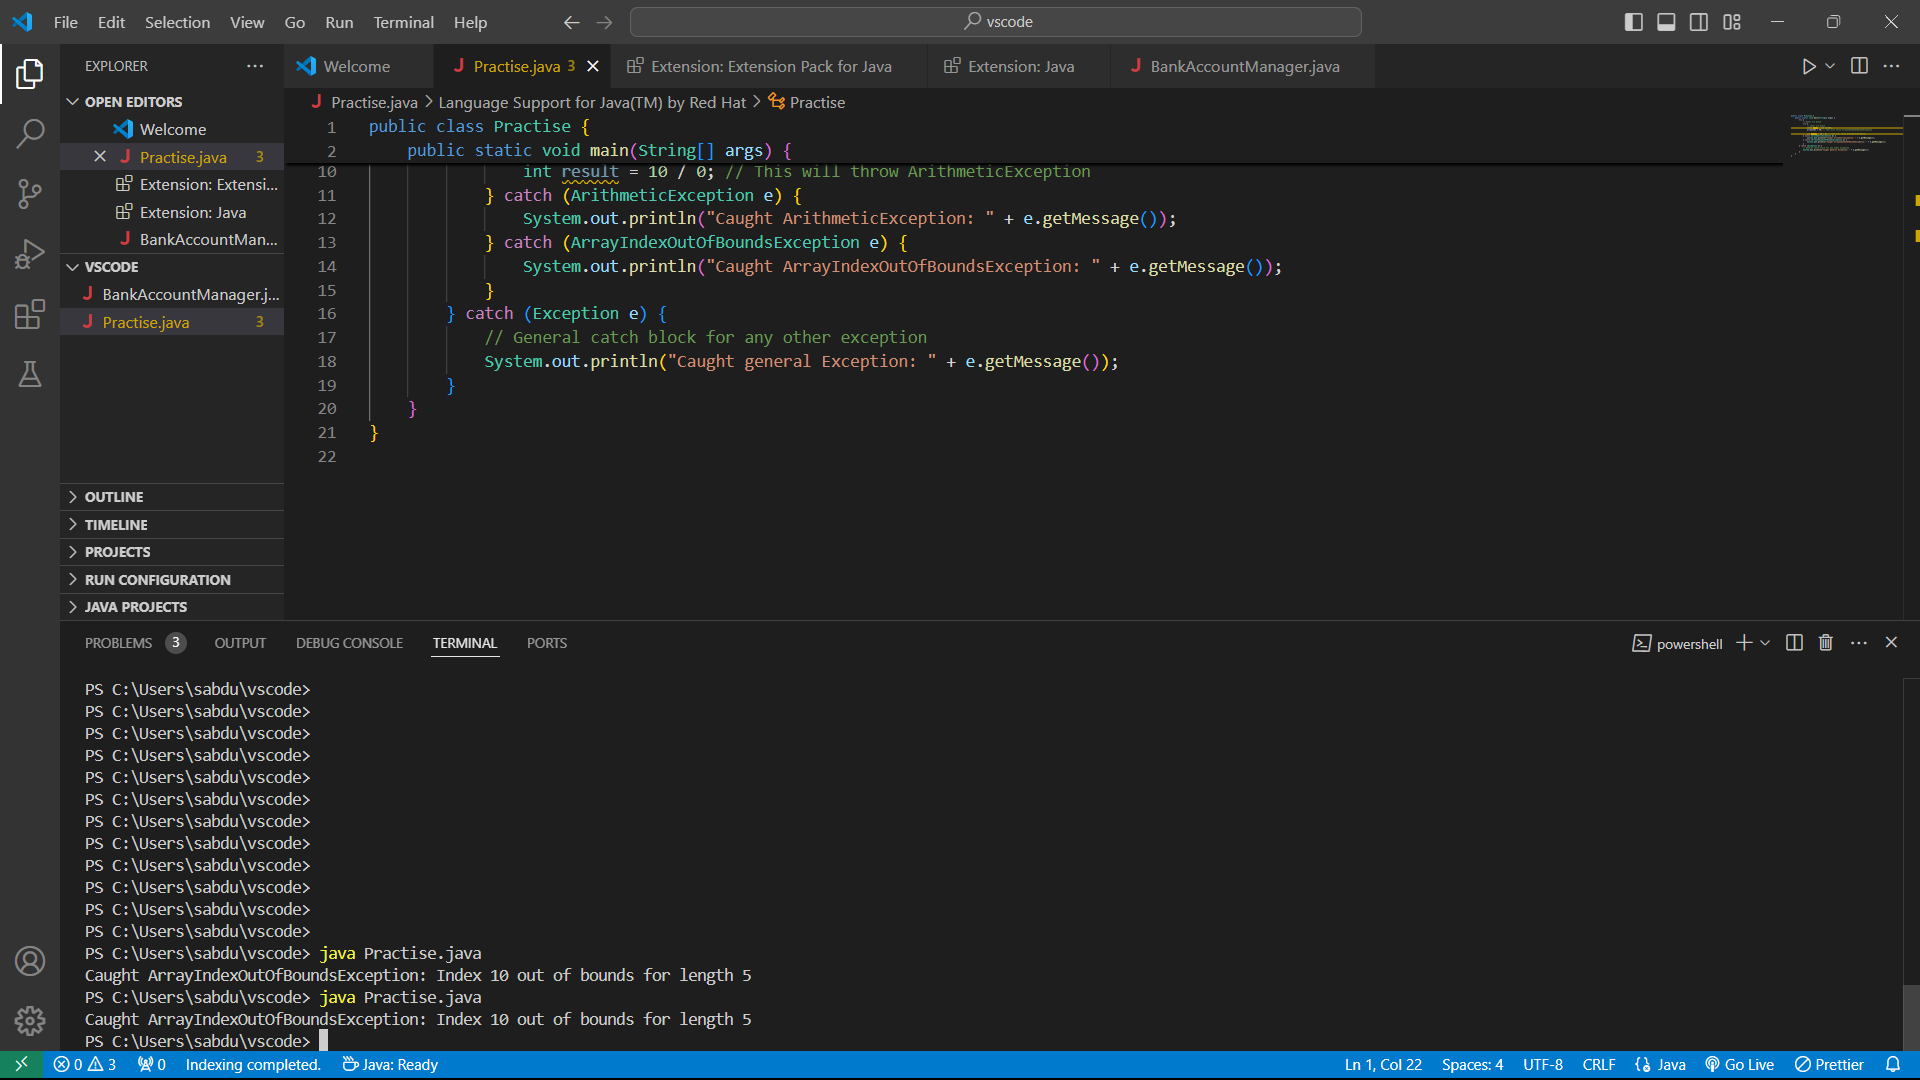 File Edit Selection View Go Run Terminal Help
vscode
EXPLORER
OPEN EDITORS
Welcome
Practise.java 3
Extension: Extensi...
Extension: Java
BankAccountMan...
VSCODE
BankAccountManager.j...
Practise.java 3
OUTLINE
TIMELINE
PROJECTS
RUN CONFIGURATION
JAVA PROJECTS
Welcome Practise.java 3 Extension: Extension Pack for Java Extension: Java BankAccountManager.java
Practise.java > Language Support for Java(TM) by Red Hat > Practise
1 public class Practise {
2 public static void main(String[] args) {
10 int result = 10 / 0; // This will throw ArithmeticException
11 } catch (ArithmeticException e) {
12 System.out.println("Caught ArithmeticException: " + e.getMessage());
13 } catch (ArrayIndexOutOfBoundsException e) {
14 System.out.println("Caught ArrayIndexOutOfBoundsException: " + e.getMessage());
15 }
16 } catch (Exception e) {
17 // General catch block for any other exception
18 System.out.println("Caught general Exception: " + e.getMessage());
19 }
20 }
21 }
22
PROBLEMS 3 OUTPUT DEBUG CONSOLE TERMINAL PORTS
powershell
PS C:\Users\sabdu\vscode>
PS C:\Users\sabdu\vscode>
PS C:\Users\sabdu\vscode>
PS C:\Users\sabdu\vscode>
PS C:\Users\sabdu\vscode>
PS C:\Users\sabdu\vscode>
PS C:\Users\sabdu\vscode>
PS C:\Users\sabdu\vscode>
PS C:\Users\sabdu\vscode>
PS C:\Users\sabdu\vscode>
PS C:\Users\sabdu\vscode>
PS C:\Users\sabdu\vscode>
PS C:\Users\sabdu\vscode> java Practise.java
Caught ArrayIndexOutOfBoundsException: Index 10 out of bounds for length 5
PS C:\Users\sabdu\vscode> java Practise.java
Caught ArrayIndexOutOfBoundsException: Index 10 out of bounds for length 5
PS C:\Users\sabdu\vscode>
0 3 0 Indexing completed. Java: Ready Ln 1, Col 22 Spaces: 4 UTF-8 CRLF Java Go Live Prettier